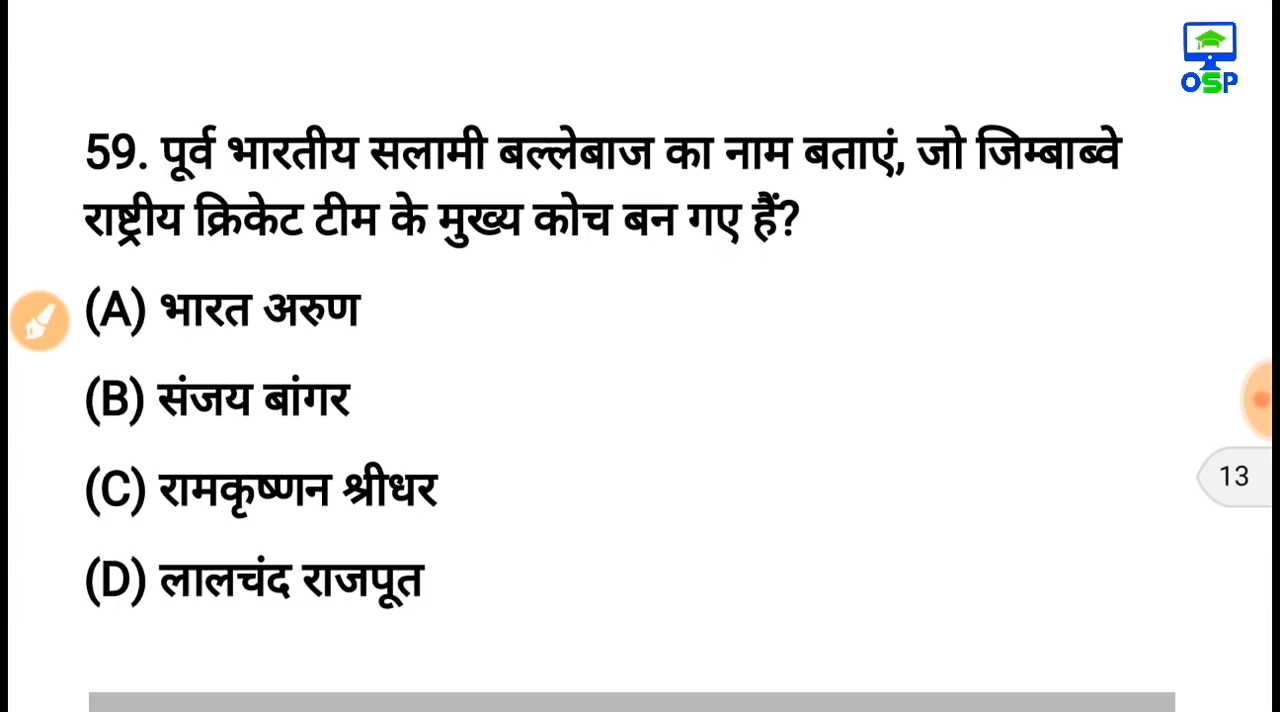 OSP
59. पूर्व भारतीय सलामी बल्लेबाज का नाम बताएं, जो जिम्बाब्वे
राष्ट्रीय क्रिकेट टीम के मुख्य कोच बन गए हैं?
(A) भारत अरुण
(B) संजय बांगर
(C) रामकृष्णन श्रीधर
13
(D) लालचंद राजपूत